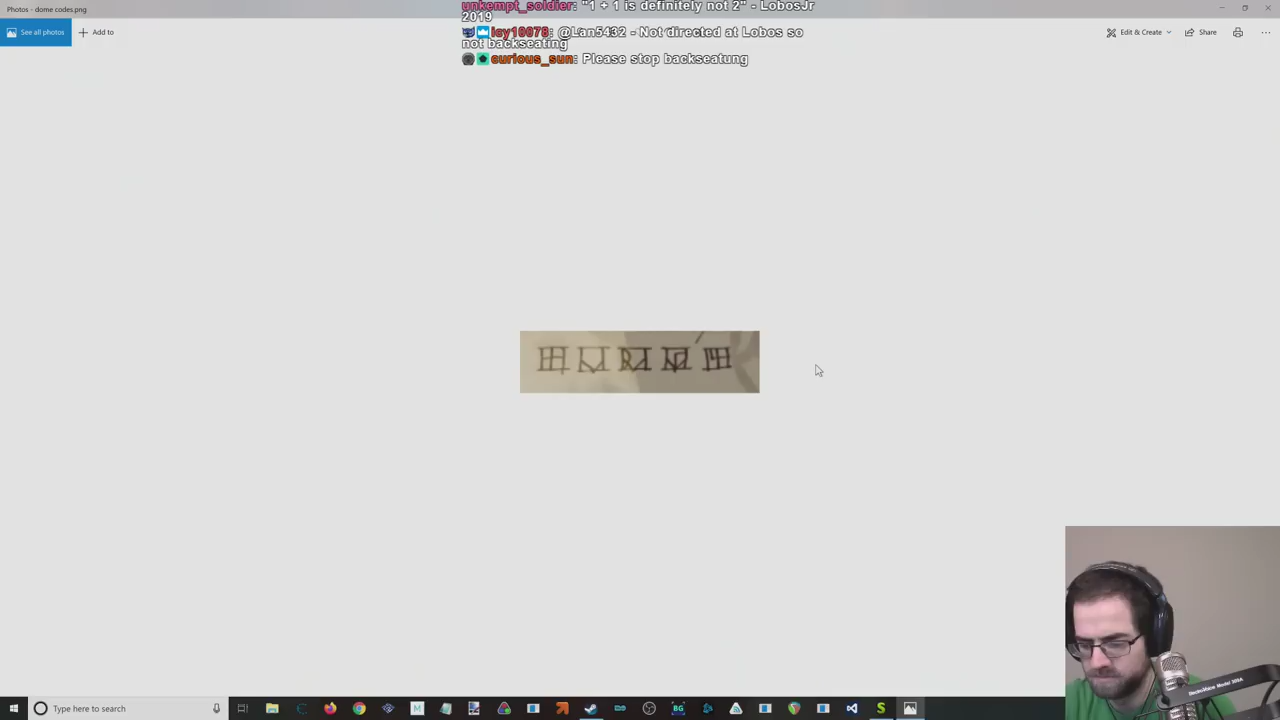 Photos - dome codes.png
See all photos
Add to
Edit & Create
Share
unkempt_soldier: "1 + 1 is definitely not 2" - LobosJr
2019
icy10078: @Lan5432 - Not directed at Lobos so
not backseating
curious_sun: Please stop backseatung
Type here to search